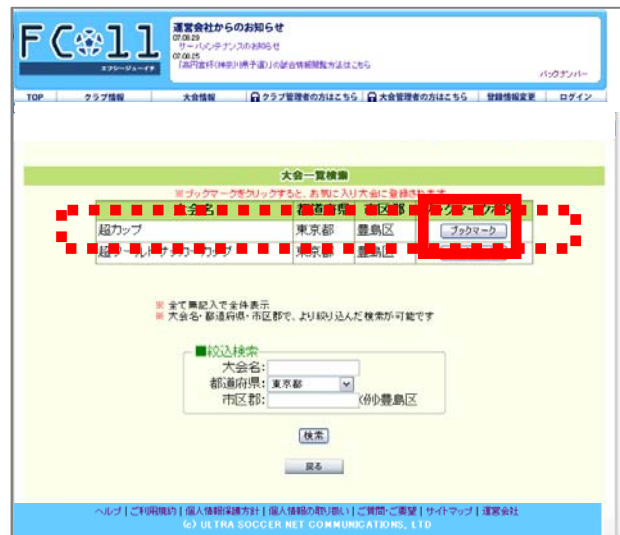 FC11
エフシージューイチ
運営会社からのお知らせ
07.08.29
サーバメンテナンスのお知らせ
07.08.25
「高円宮杯(神奈川県予選)」の試合情報閲覧方法はこちら
バックナンバー
TOP クラブ情報 大会情報 クラブ管理者の方はこちら 大会管理者の方はこちら 登録情報変更 ログイン
大会一覧検索
※ブックマークをクリックすると、お気に入り大会に登録されます
大会名 都道府県 市区郡
超カップ 東京都 豊島区 ブックマーク
東京都 豊島区
※ 全て無記入で全件表示
※ 大会名・都道府県・市区郡で、より絞り込んだ検索が可能です
■絞込検索
大会名:
都道府県: 東京都
市区郡: (例)豊島区
検索
戻る
ヘルプ | ご利用規約 | 個人情報保護方針 | 個人情報の取り扱い | ご質問・ご要望 | サイトマップ | 運営会社
(c) ULTRA SOCCER NET COMMUNICATIONS, LTD